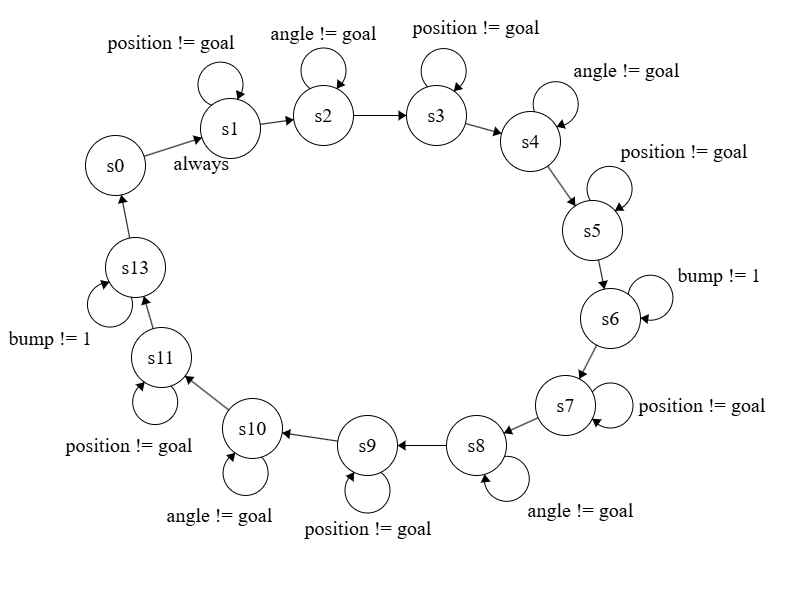 position != goal
angle != goal
position != goal
angle != goal
s1
s2
s3
s4
always
s0
position != goal
s5
s13
bump != 1
s6
bump != 1
s11
s7
position != goal
position != goal
s10
s9
s8
angle != goal
position != goal
angle != goal